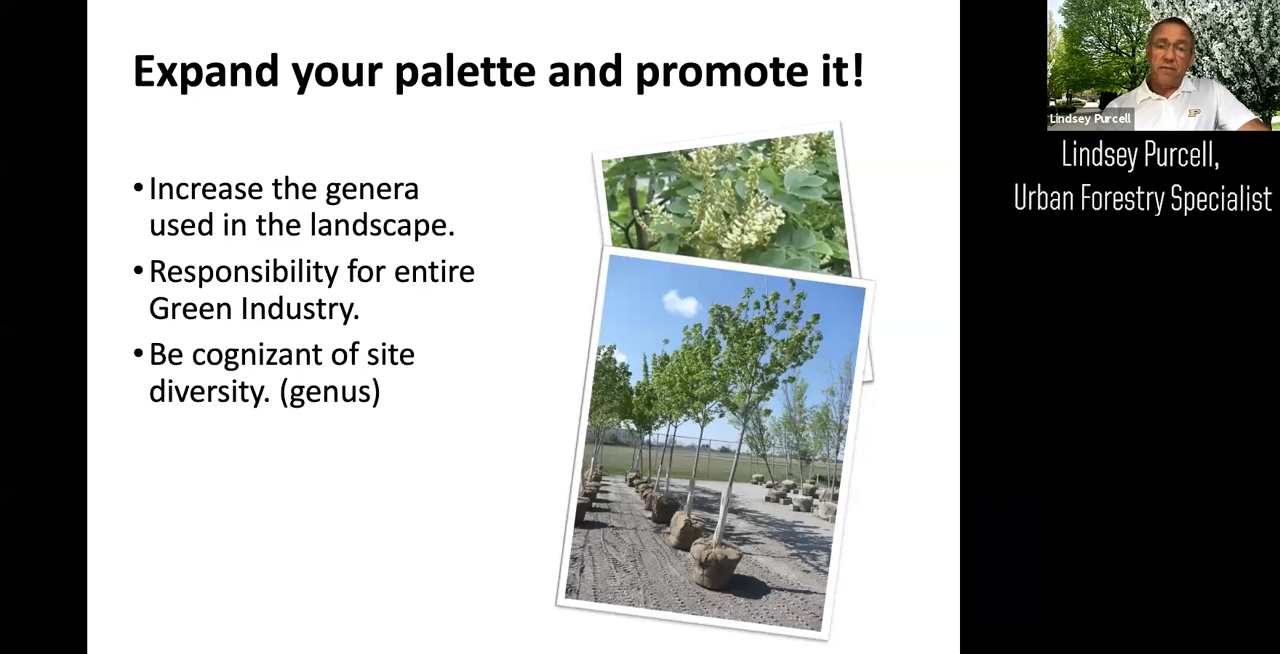 Expand your palette and promote it!
• Increase the genera
used in the landscape.
• Responsibility for entire
Green Industry.
• Be cognizant of site
diversity. (genus)
Lindsey Purcell
Lindsey Purcell,
Urban Forestry Specialist
P